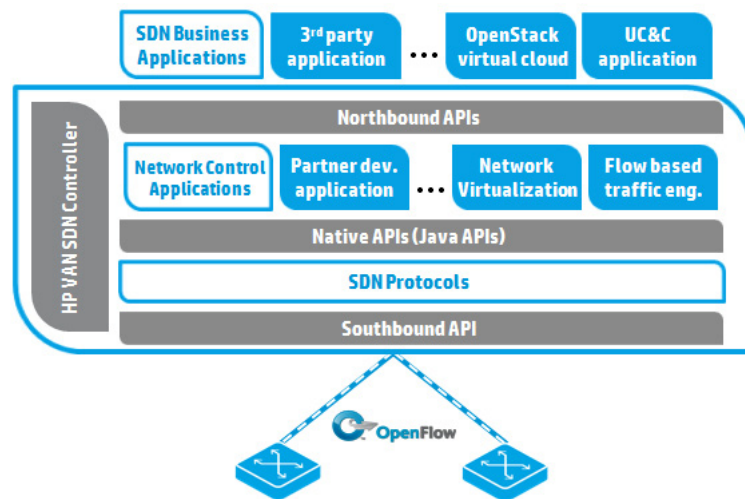 SDN Business
Applications
3rd party
application
...
OpenStack
virtual cloud
UC&C
application
HP VAN SDN Controller
Northbound APIs
Network Control
Applications
Partner dev.
application
...
Network
Virtualization
Flow based
traffic eng.
Native APIs (Java APIs)
SDN Protocols
Southbound API
OpenFlow